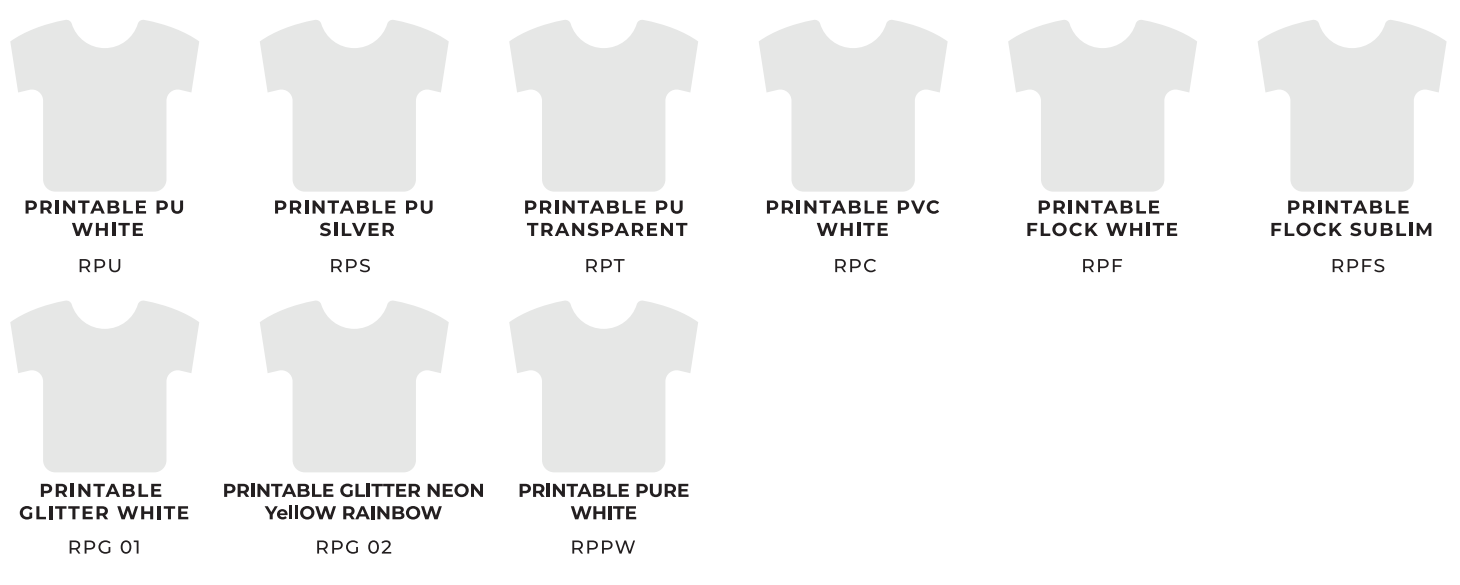 PRINTABLE PU
WHITE
RPU
PRINTABLE PU
SILVER
RPS
PRINTABLE PU
TRANSPARENT
RPT
PRINTABLE PVC
WHITE
RPC
PRINTABLE
FLOCK WHITE
RPF
PRINTABLE
FLOCK SUBLIM
RPFS
PRINTABLE
GLITTER WHITE
RPG 01
PRINTABLE GLITTER NEON
YellOW RAINBOW
RPG 02
PRINTABLE PURE
WHITE
RPPW